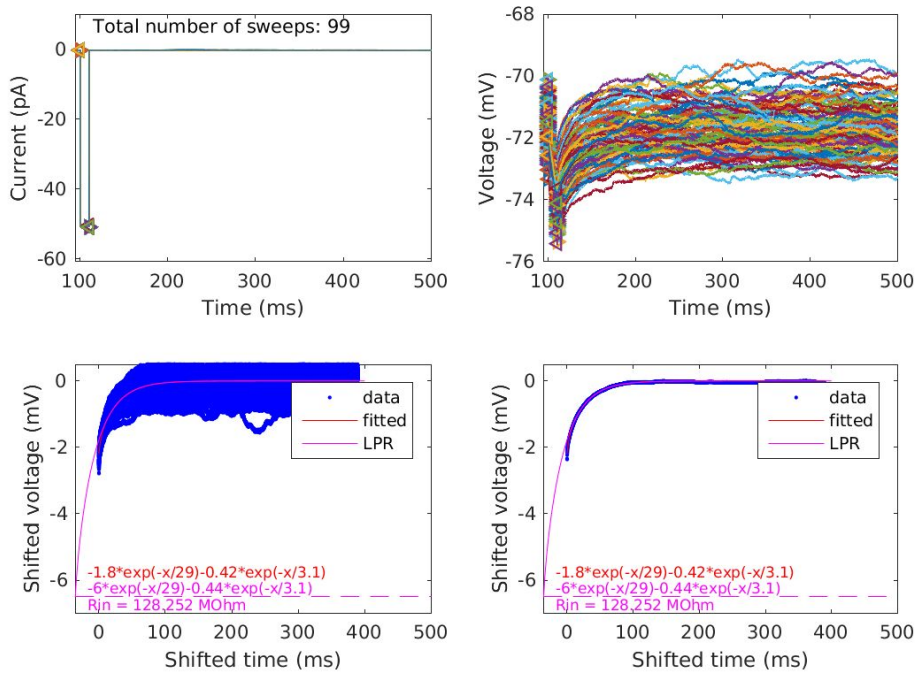 Total number of sweeps: 99
0
-20
-40
-60
Current (pA)
100
200
300
400
500
Time (ms)
-68
-70
-72
-74
-76
Voltage (mV)
100
200
300
400
500
Time (ms)
0
-2
-4
-6
Shifted voltage (mV)
data
fitted
LPR
-1.8*exp(-x/29)-0.42*exp(-x/3.1)
-6*exp(-x/29)-0.44*exp(-x/3.1)
Rin = 128.252 MOhm
0
100
200
300
400
500
Shifted time (ms)
0
-2
-4
-6
Shifted voltage (mV)
data
fitted
LPR
-1.8*exp(-x/29)-0.42*exp(-x/3.1)
-6*exp(-x/29)-0.44*exp(-x/3.1)
Rin = 128.252 MOhm
0
100
200
300
400
500
Shifted time (ms)